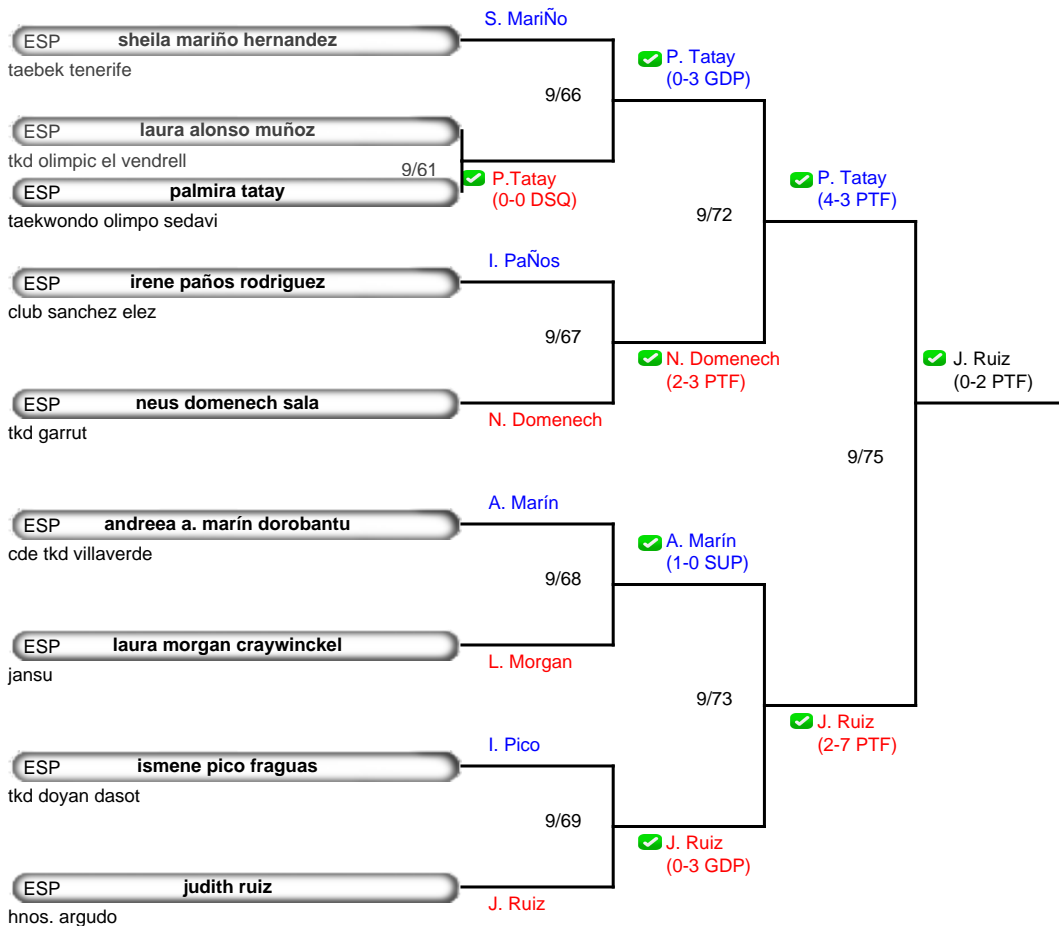 S. MariÑo
ESP sheila mariño hernandez
taebek tenerife
P. Tatay
(0-3 GDP)
9/66
ESP laura alonso muñoz
tkd olimpic el vendrell
9/61
P.Tatay
(0-0 DSQ)
ESP palmira tatay
taekwondo olimpo sedavi
P. Tatay
(4-3 PTF)
9/72
I. PaÑos
ESP irene paños rodriguez
club sanchez elez
9/67
N. Domenech
(2-3 PTF)
J. Ruiz
(0-2 PTF)
ESP neus domenech sala
N. Domenech
tkd garrut
9/75
A. Marín
ESP andreea a. marín dorobantu
cde tkd villaverde
A. Marín
(1-0 SUP)
9/68
ESP laura morgan craywinckel
L. Morgan
jansu
9/73
J. Ruiz
(2-7 PTF)
I. Pico
ESP ismene pico fraguas
tkd doyan dasot
9/69
J. Ruiz
(0-3 GDP)
ESP judith ruiz
J. Ruiz
hnos. argudo